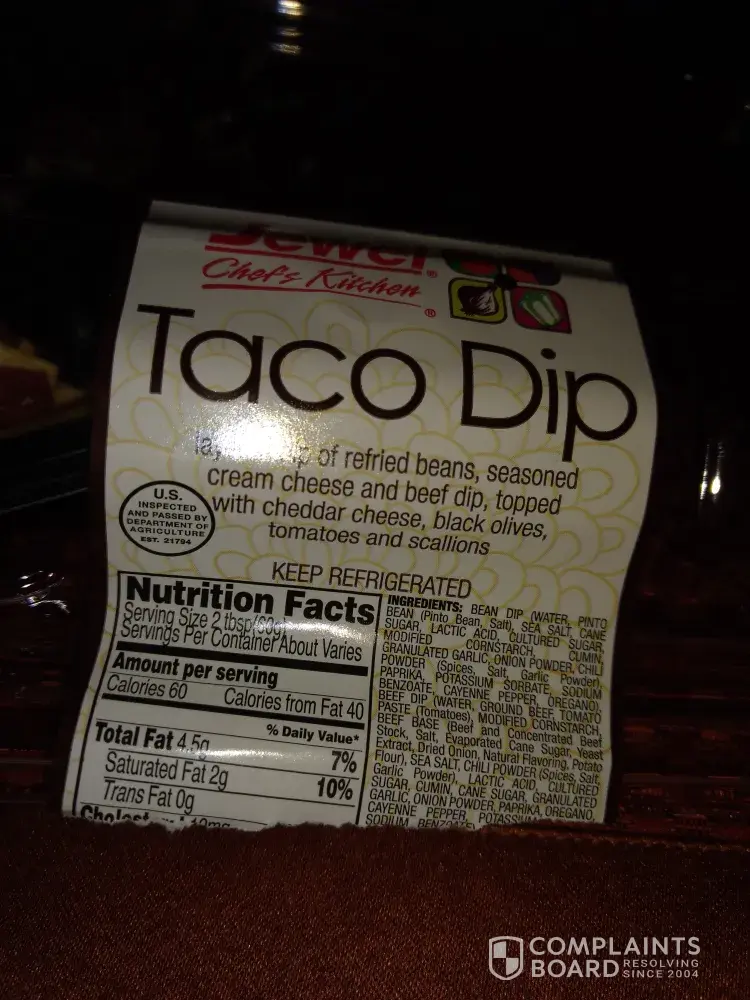 Jewel®
Chef's Kitchen®
Taco Dip
of refried beans, seasoned
cream cheese and beef dip, topped
with cheddar cheese, black olives,
tomatoes and scallions
U.S.
INSPECTED
AND PASSED BY
DEPARTMENT OF
AGRICULTURE
EST. 21794
KEEP REFRIGERATED
Nutrition Facts
Serving Size 2 tbsp
Servings Per Container About Varies
Amount per serving
Calories 60 Calories from Fat 40
% Daily Value*
Total Fat 4.5g 7%
Saturated Fat 2g 10%
Trans Fat 0g
INGREDIENTS: BEAN DIP (WATER, PINTO
BEAN (Pinto Bean, Salt), SEA SALT, CANE
SUGAR, LACTIC ACID, CULTURED SUGAR,
MODIFIED CORNSTARCH, CUMIN,
GRANULATED GARLIC, ONION POWDER, CHILI
POWDER (Spices, Salt, Garlic Powder),
PAPRIKA, POTASSIUM SORBATE, SODIUM
BENZOATE, CAYENNE PEPPER, OREGANO),
BEEF DIP (WATER, GROUND BEEF, TOMATO
PASTE (Tomatoes), MODIFIED CORNSTARCH,
BEEF BASE (Beef and Concentrated Beef
Stock, Salt, Evaporated Cane Sugar, Yeast
Extract, Dried Onion, Natural Flavoring, Potato
Flour), SEA SALT, CHILI POWDER (Spices, Salt,
Garlic Powder), LACTIC ACID, CULTURED
SUGAR, CUMIN, CANE SUGAR, GRANULATED
GARLIC, ONION POWDER, PAPRIKA, OREGANO,
CAYENNE PEPPER, POTASSIUM
SODIUM BENZOATE
COMPLAINTS
BOARD RESOLVING
SINCE 2004